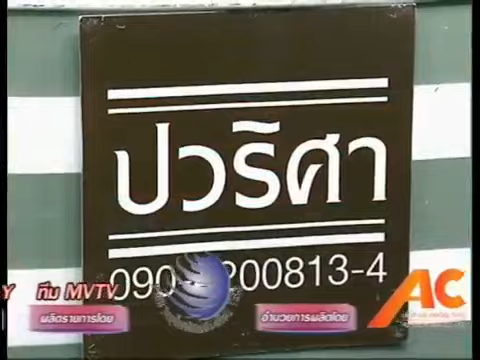 ปวริศา
090 200813-4
Y ทีม MVTV
AC
ผลิตรายการโดย
อำนวยการผลิตโดย